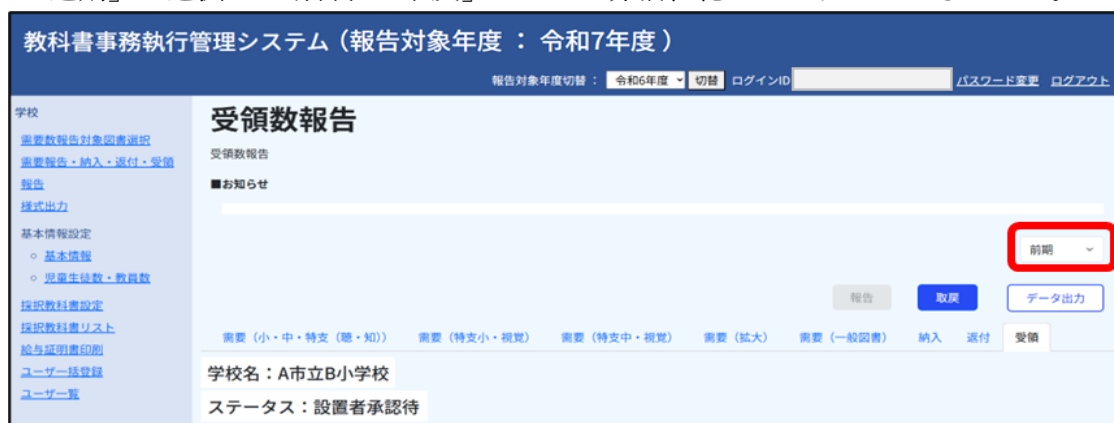 教科書事務執行管理システム（報告対象年度 ： 令和7年度 ）
報告対象年度切替 ： 令和6年度 切替 ログインID パスワード変更 ログアウト
学校
需要数報告対象図書選択
需要報告・納入・返付・受領
報告
様式出力
基本情報設定
基本情報
児童生徒数・教員数
採択教科書設定
採択教科書リスト
給与証明書印刷
ユーザ一括登録
ユーザ一覧
受領数報告
受領数報告
■お知らせ
前期
報告 取戻 データ出力
需要（小・中・特支（聴・知）） 需要（特支小・視覚） 需要（特支中・視覚） 需要（拡大） 需要（一般図書） 納入 返付 受領
学校名：A市立B小学校
ステータス：設置者承認待